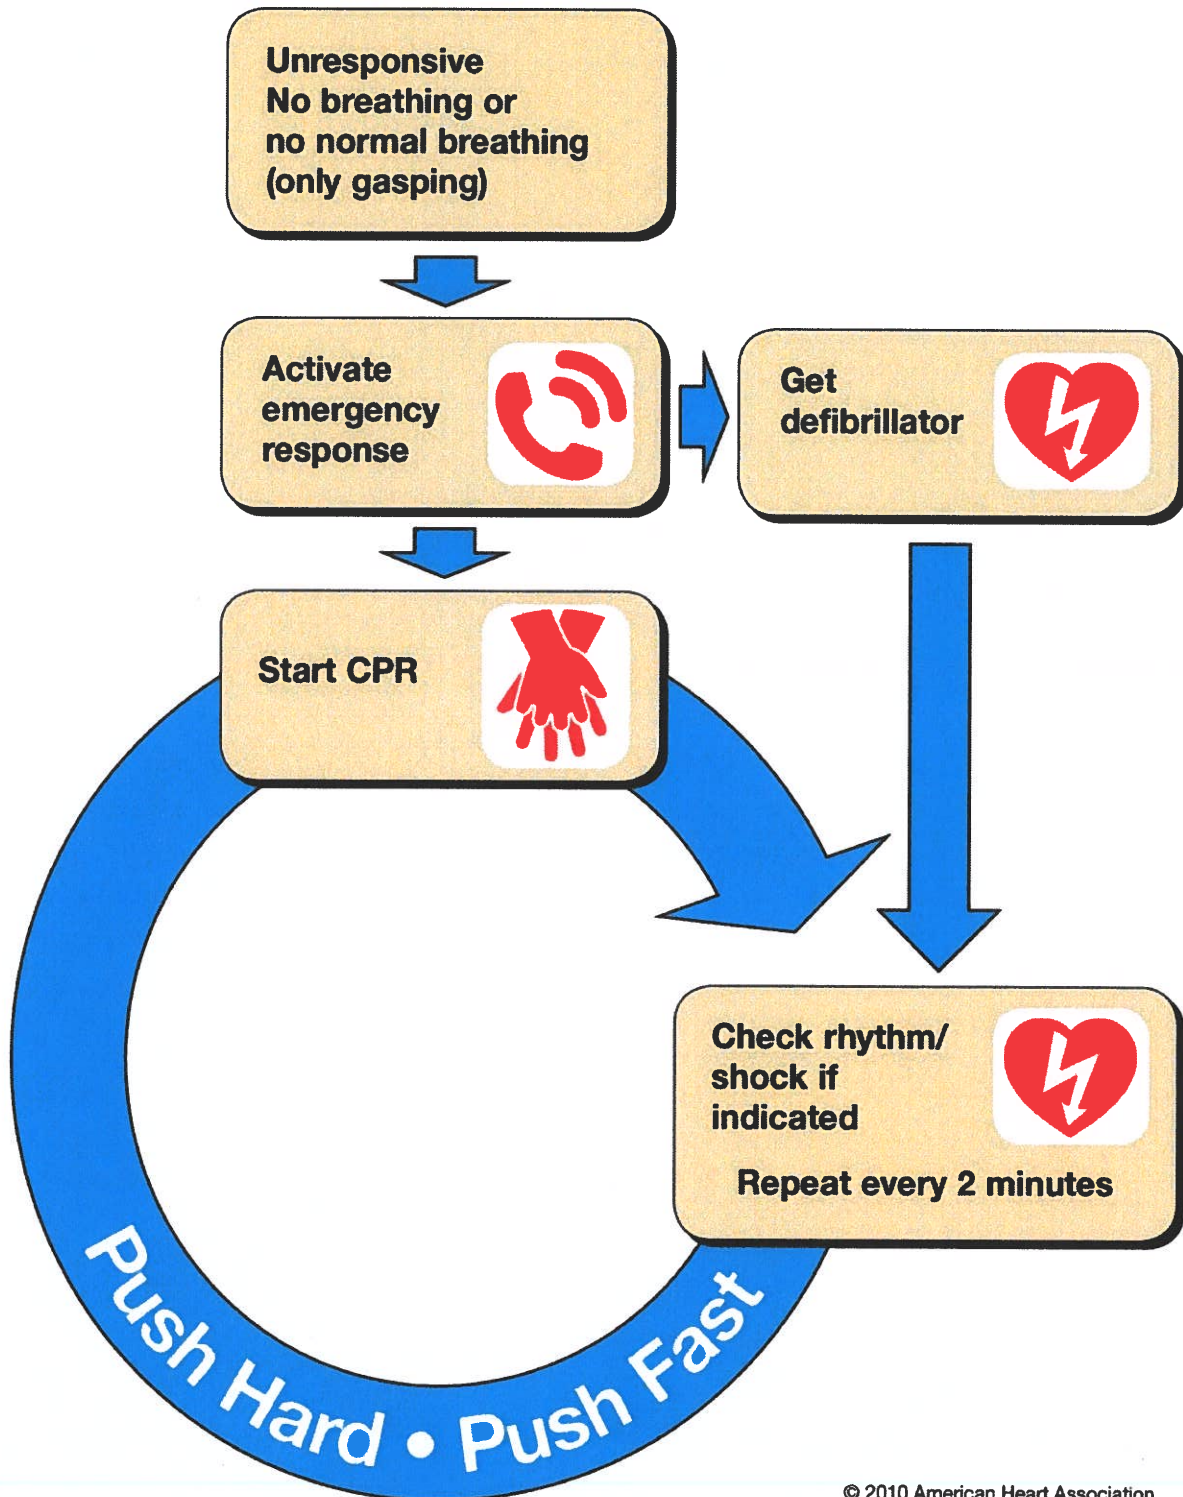 Unresponsive
No breathing or
no normal breathing
(only gasping)
Activate
emergency
response
Get
defibrillator
Start CPR
Check rhythm/
shock if
indicated
Repeat every 2 minutes
Push Hard • Push Fast
© 2010 American Heart Association